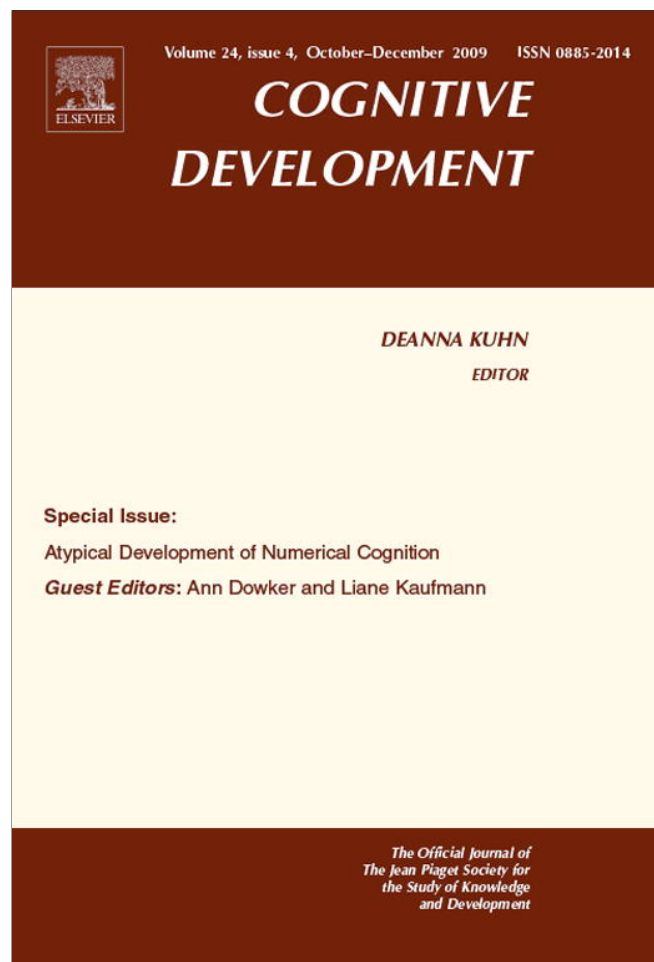 Volume 24, issue 4, October–December 2009 ISSN 0885-2014
ELSEVIER
COGNITIVE
DEVELOPMENT
DEANNA KUHN
EDITOR
Special Issue:
Atypical Development of Numerical Cognition
Guest Editors: Ann Dowker and Liane Kaufmann
The Official Journal of
The Jean Piaget Society for
the Study of Knowledge
and Development